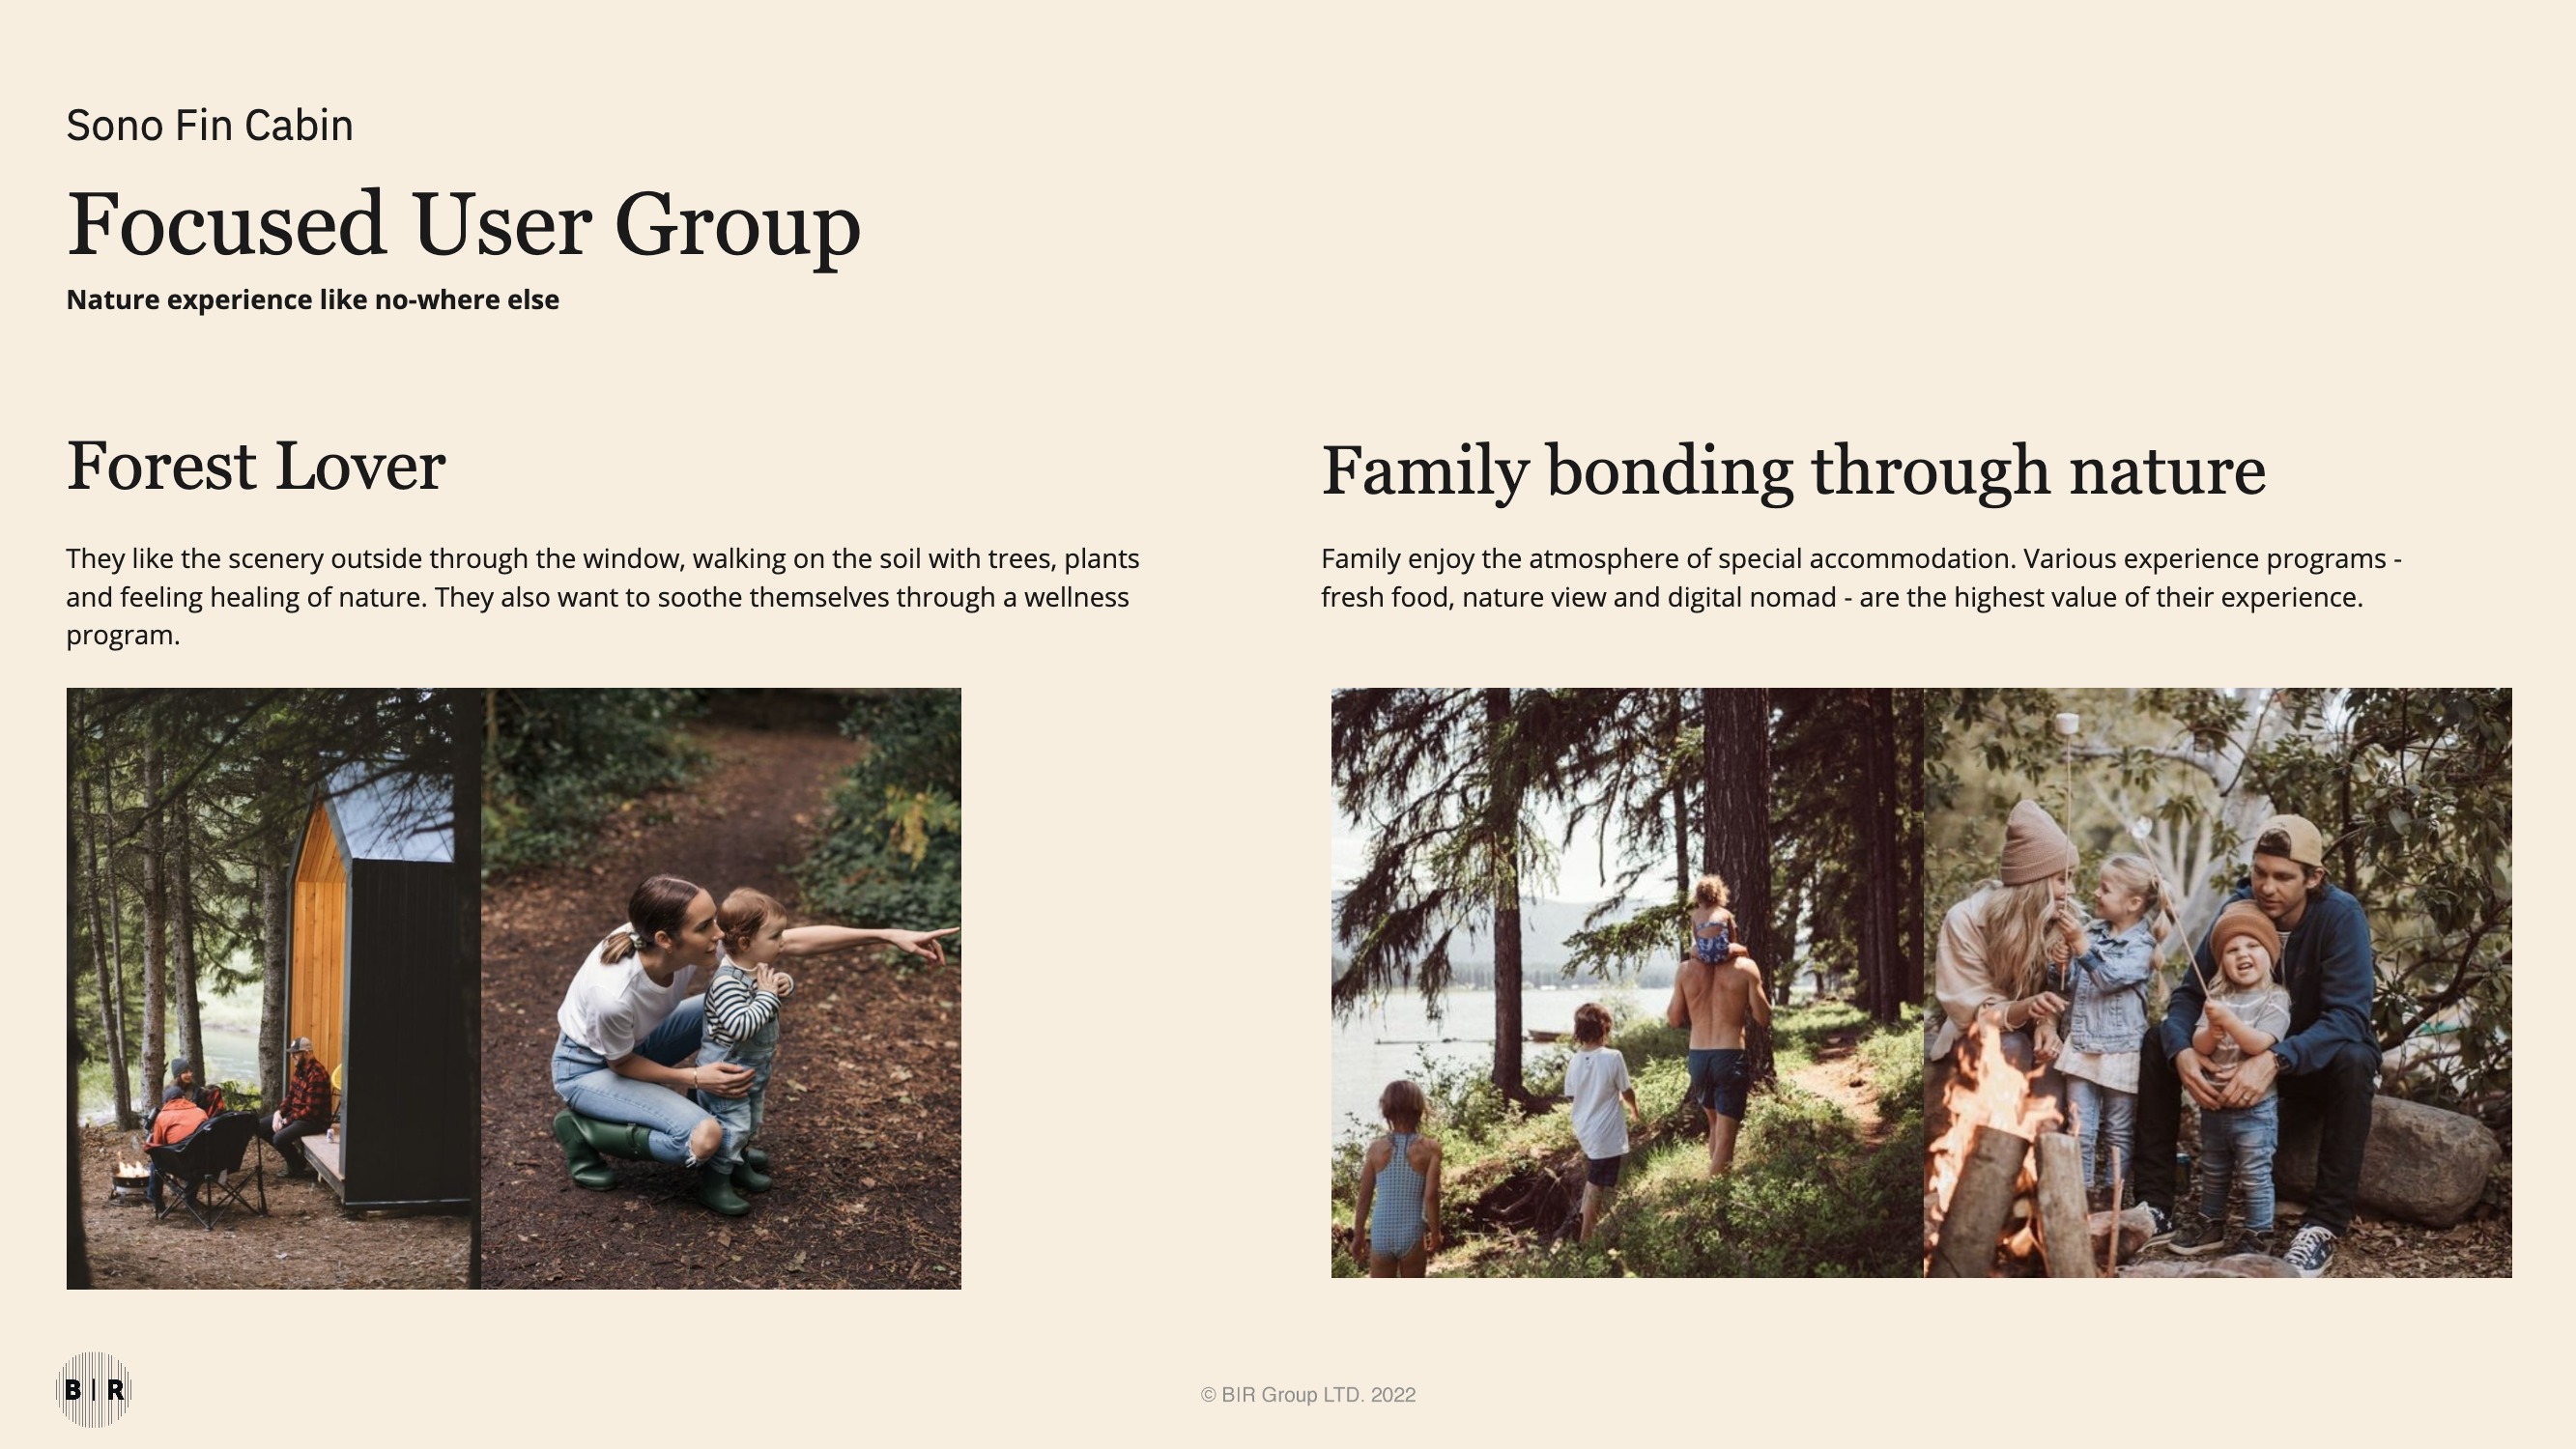 Sono Fin Cabin
Focused User Group
Nature experience like no-where else
Forest Lover
They like the scenery outside through the window, walking on the soil with trees, plants
and feeling healing of nature. They also want to soothe themselves through a wellness
program.
Family bonding through nature
Family enjoy the atmosphere of special accommodation. Various experience programs -
fresh food, nature view and digital nomad - are the highest value of their experience.
B|R
© BIR Group LTD. 2022